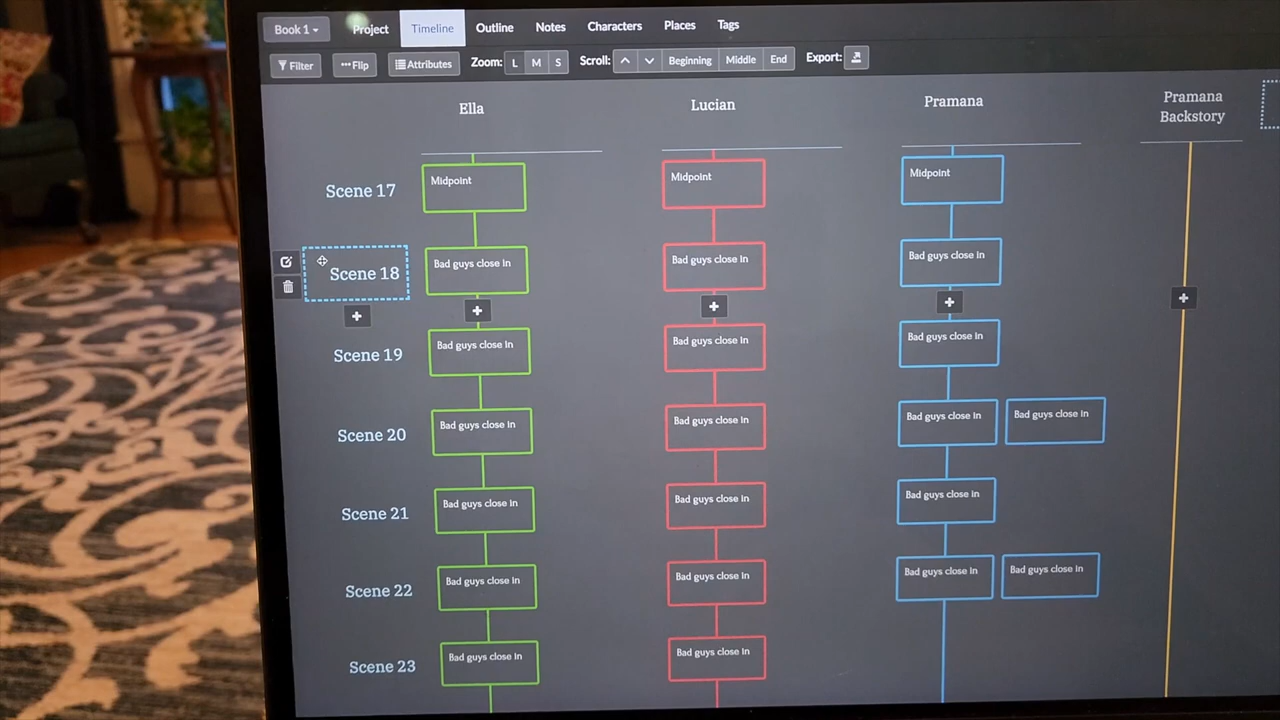 Book 1
Project
Timeline
Outline
Notes
Characters
Places
Tags
Filter
Flip
Attributes
Zoom:
L
M
S
Scroll:
Beginning
Middle
End
Export:
Ella
Lucian
Pramana
Pramana
Backstory
Scene 17
Midpoint
Midpoint
Midpoint
Scene 18
Bad guys close in
Bad guys close in
Bad guys close in
Scene 19
Bad guys close in
Bad guys close in
Bad guys close in
Scene 20
Bad guys close in
Bad guys close in
Bad guys close in
Bad guys close in
Scene 21
Bad guys close in
Bad guys close in
Bad guys close in
Scene 22
Bad guys close in
Bad guys close in
Bad guys close in
Bad guys close in
Scene 23
Bad guys close in
Bad guys close in